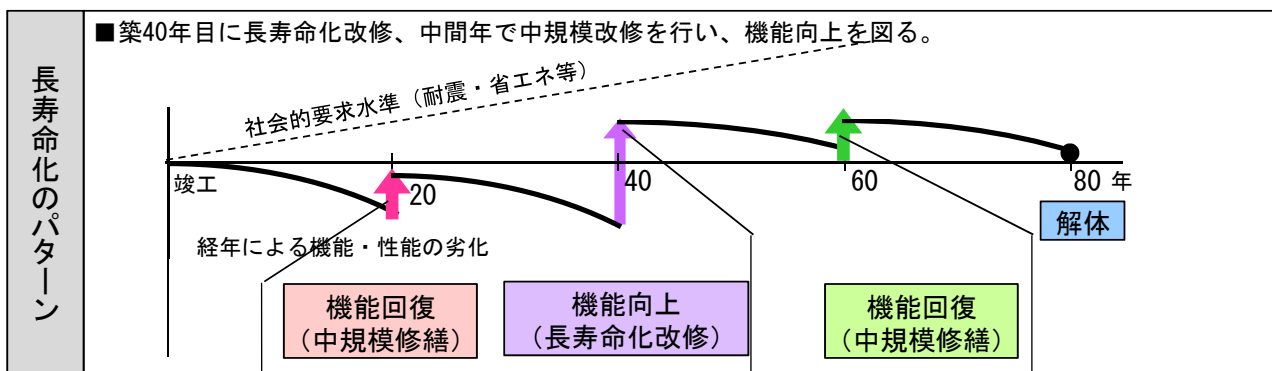 長寿命化のパターン
■築40年目に長寿命化改修、中間年で中規模改修を行い、機能向上を図る。
社会的要求水準（耐震・省エネ等）
竣工
20
40
60
80 年
経年による機能・性能の劣化
解体
機能回復
（中規模修繕）
機能向上
（長寿命化改修）
機能回復
（中規模修繕）